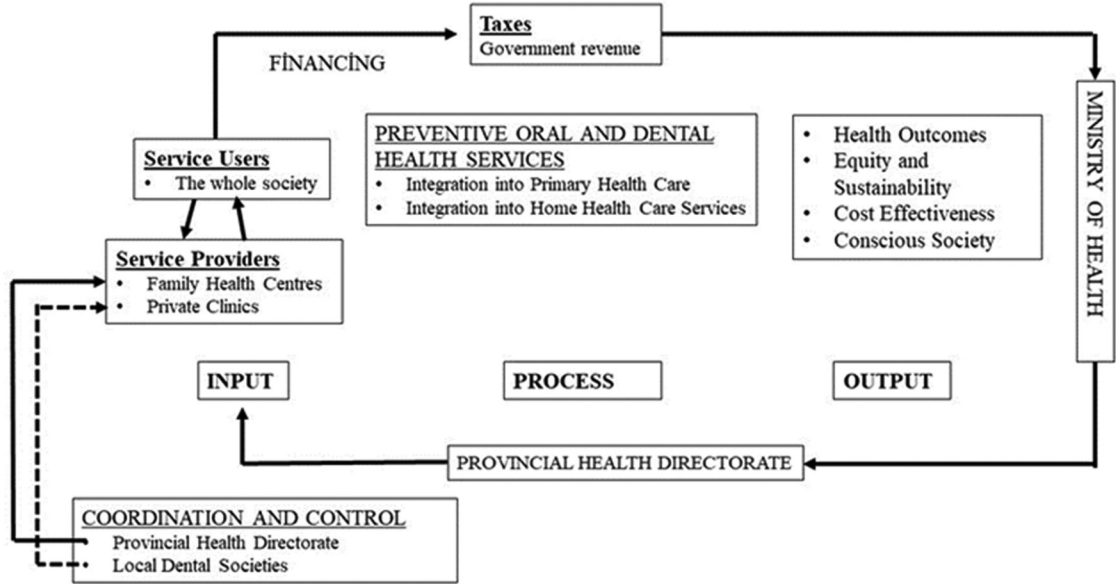 Taxes
Government revenue
FİNANCİNG
Service Users
• The whole society
Service Providers
• Family Health Centres
• Private Clinics
PREVENTIVE ORAL AND DENTAL
HEALTH SERVICES
• Integration into Primary Health Care
• Integration into Home Health Care Services
• Health Outcomes
• Equity and
Sustainability
• Cost Effectiveness
• Conscious Society
MINISTRY OF HEALTH
INPUT
PROCESS
OUTPUT
PROVINCIAL HEALTH DIRECTORATE
COORDINATION AND CONTROL
• Provincial Health Directorate
• Local Dental Societies